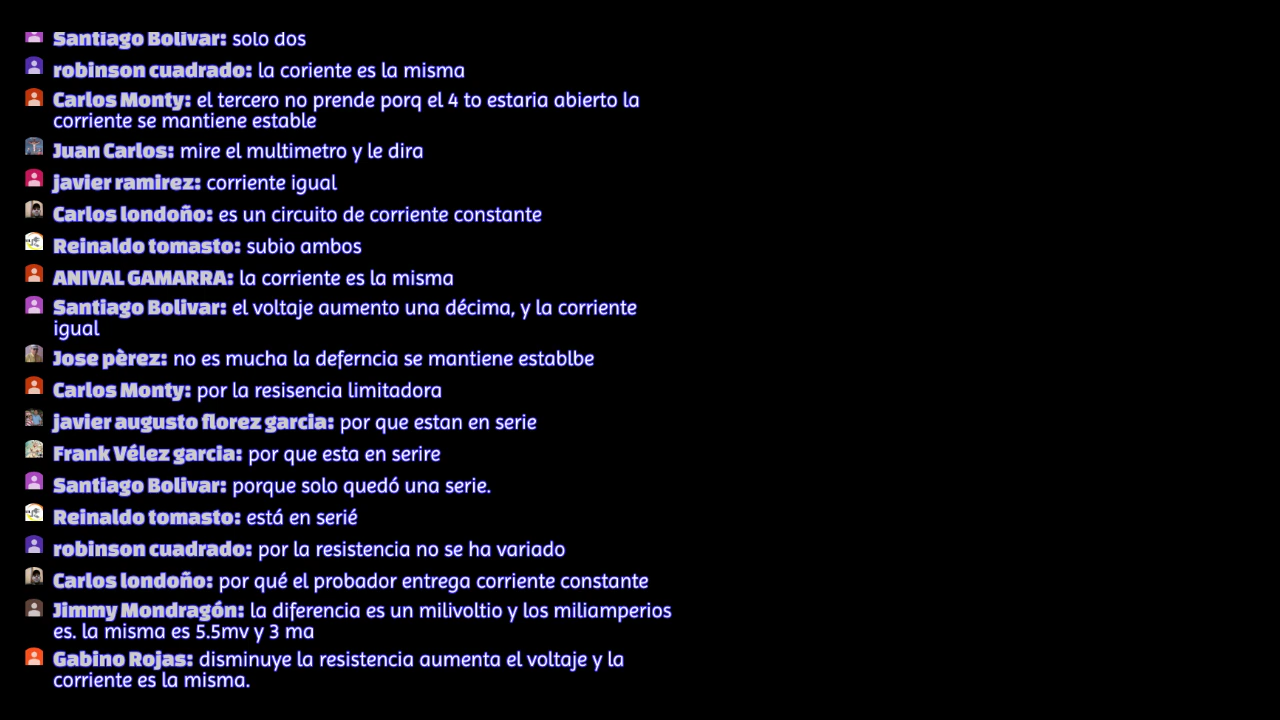 Santiago Bolivar: solo dos
robinson cuadrado: la coriente es la misma
Carlos Monty: el tercero no prende porq el 4 to estaria abierto la
corriente se mantiene estable
Juan Carlos: mire el multimetro y le dira
javier ramirez: corriente igual
Carlos londoño: es un circuito de corriente constante
Reinaldo tomasto: subio ambos
ANIVAL GAMARRA: la corriente es la misma
Santiago Bolivar: el voltaje aumento una décima, y la corriente
igual
Jose pèrez: no es mucha la deferncia se mantiene establbe
Carlos Monty: por la resisencia limitadora
javier augusto florez garcia: por que estan en serie
Frank Vélez garcia: por que esta en serire
Santiago Bolivar: porque solo quedó una serie.
Reinaldo tomasto: está en serié
robinson cuadrado: por la resistencia no se ha variado
Carlos londoño: por qué el probador entrega corriente constante
Jimmy Mondragón: la diferencia es un milivoltio y los miliamperios
es. la misma es 5.5mv y 3 ma
Gabino Rojas: disminuye la resistencia aumenta el voltaje y la
corriente es la misma.